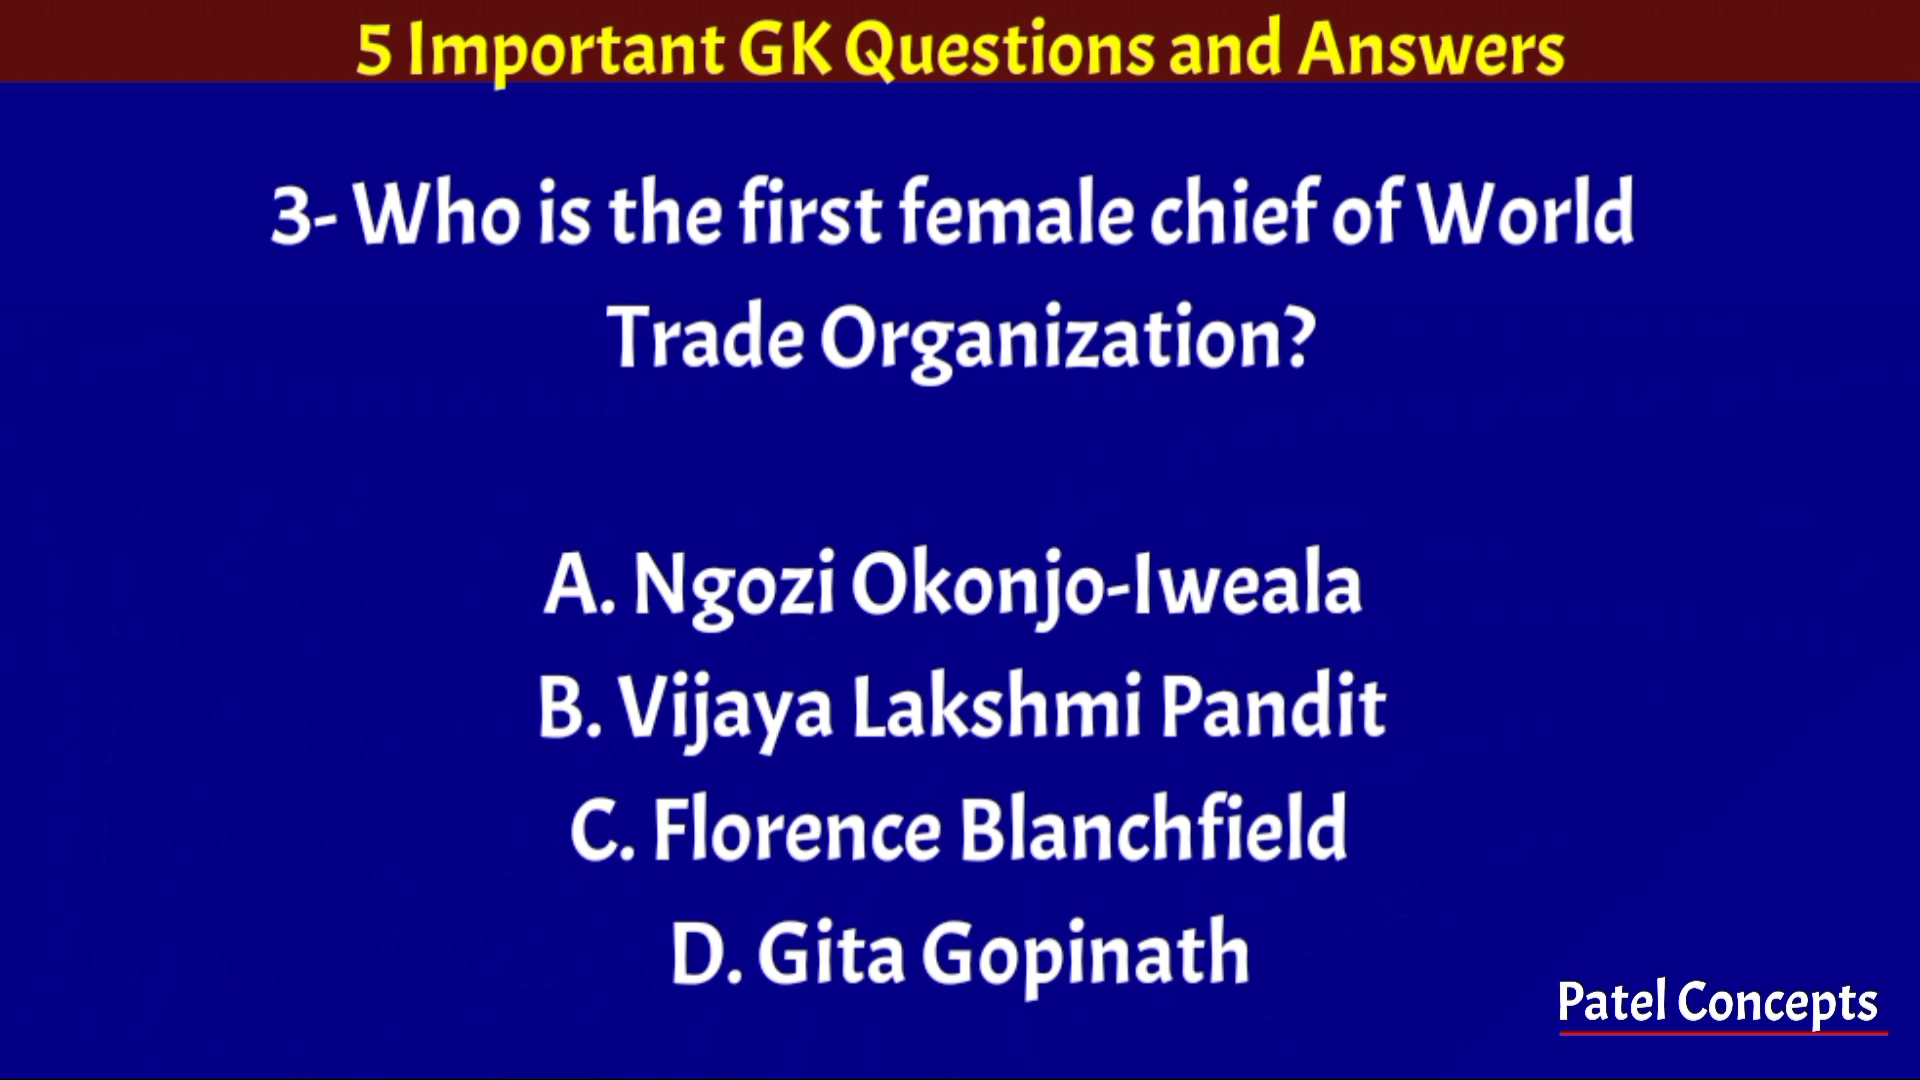 5 Important GK Questions and Answers
3- Who is the first female chief of World
Trade Organization?
A. Ngozi Okonjo-Iweala
B. Vijaya Lakshmi Pandit
C. Florence Blanchfield
D. Gita Gopinath
Patel Concepts